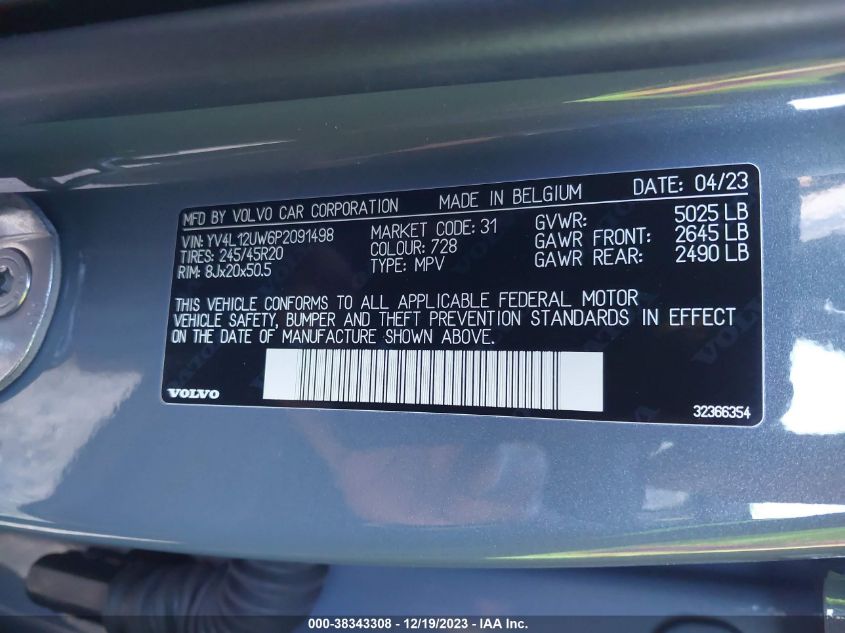 MFD BY VOLVO CAR CORPORATION MADE IN BELGIUM DATE: 04/23
VIN: YV4L12UW6P2091498 MARKET CODE: 31 GVWR: 5025 LB
TIRES: 245/45R20 COLOUR: 728 GAWR FRONT: 2645 LB
RIM: 8Jx20x50.5 TYPE: MPV GAWR REAR: 2490 LB
THIS VEHICLE CONFORMS TO ALL APPLICABLE FEDERAL MOTOR
VEHICLE SAFETY, BUMPER AND THEFT PREVENTION STANDARDS IN EFFECT
ON THE DATE OF MANUFACTURE SHOWN ABOVE.
VOLVO 32366354
000-38343308 - 12/19/2023 - IAA Inc.